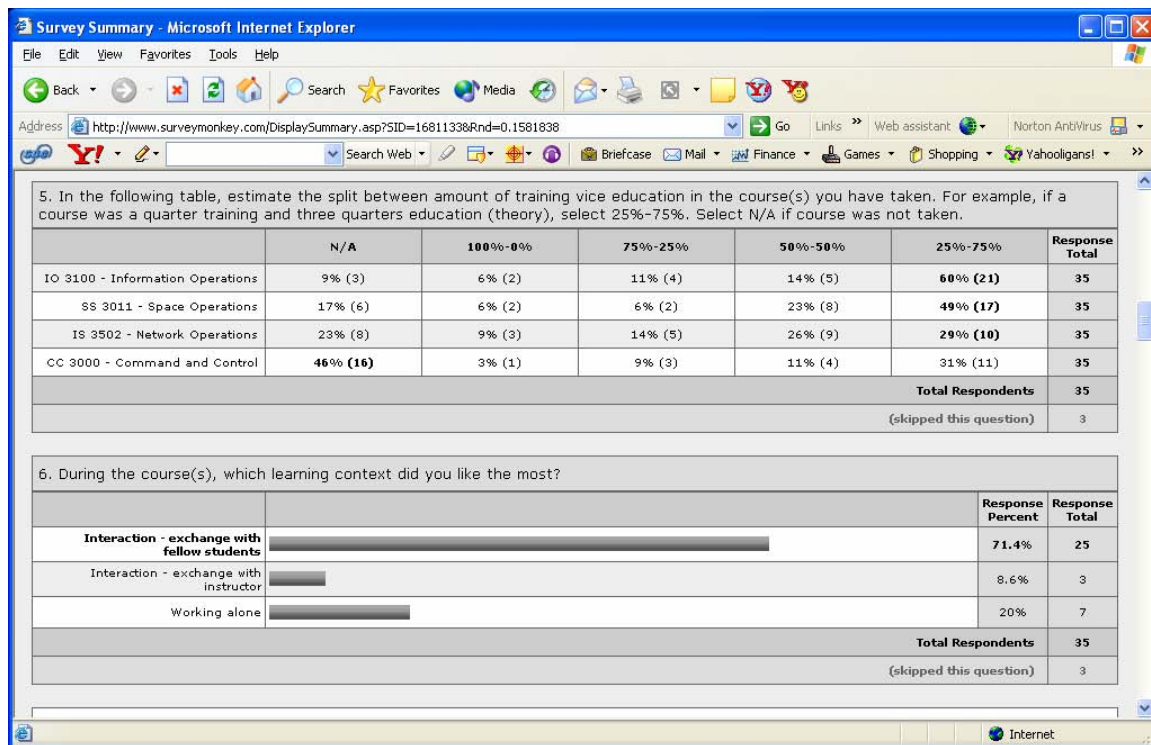 Survey Summary - Microsoft Internet Explorer
File Edit View Favorites Tools Help
Back Search Favorites Media
Address http://www.surveymonkey.com/DisplaySummary.asp?SID=1681133&Rnd=0.1581838 Go Links » Web assistant Norton AntiVirus
Y! Search Web Briefcase Mail Finance Games Shopping Yahooligans! »
5. In the following table, estimate the split between amount of training vice education in the course(s) you have taken. For example, if a
course was a quarter training and three quarters education (theory), select 25%-75%. Select N/A if course was not taken.
N/A 100%-0% 75%-25% 50%-50% 25%-75% Response
Total
IO 3100 - Information Operations 9% (3) 6% (2) 11% (4) 14% (5) 60% (21) 35
SS 3011 - Space Operations 17% (6) 6% (2) 6% (2) 23% (8) 49% (17) 35
IS 3502 - Network Operations 23% (8) 9% (3) 14% (5) 26% (9) 29% (10) 35
CC 3000 - Command and Control 46% (16) 3% (1) 9% (3) 11% (4) 31% (11) 35
Total Respondents 35
(skipped this question) 3
6. During the course(s), which learning context did you like the most?
Response Response
Percent Total
Interaction - exchange with
fellow students 71.4% 25
Interaction - exchange with
instructor 8.6% 3
Working alone 20% 7
Total Respondents 35
(skipped this question) 3
Internet